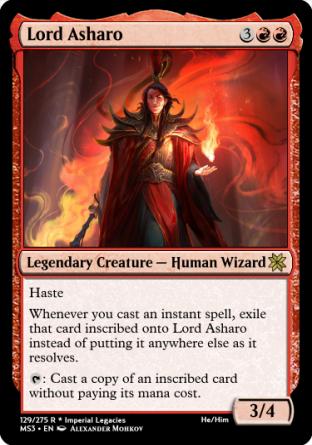 Lord Asharo 3
Legendary Creature — Human Wizard
Haste
Whenever you cast an instant spell, exile
that card inscribed onto Lord Asharo
instead of putting it anywhere else as it
resolves.
: Cast a copy of an inscribed card
without paying its mana cost.
129/275 R * Imperial Legacies
He/Him
MS3 • EN Alexander Mohkov
3/4